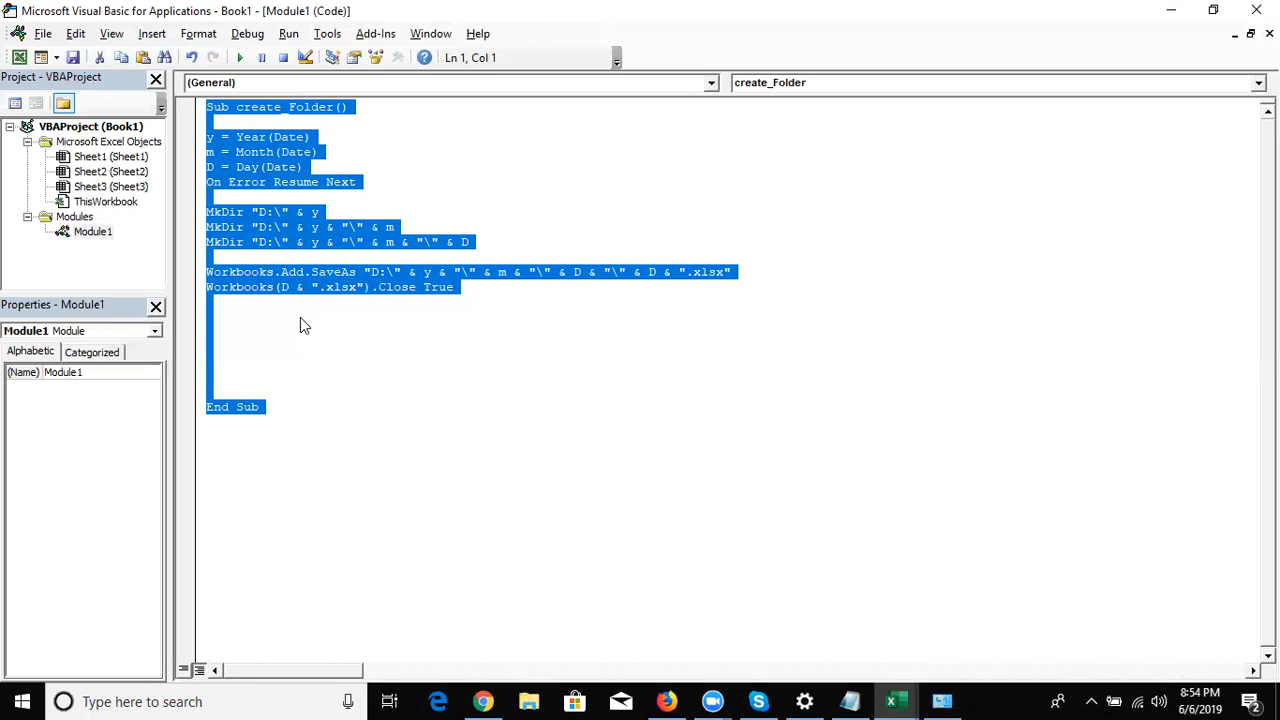 Microsoft Visual Basic for Applications - Book1 - [Module1 (Code)]
File Edit View Insert Format Debug Run Tools Add-Ins Window Help
Ln 1, Col 1
Project - VBAProject
(General)
create_Folder
VBAProject (Book1)
Microsoft Excel Objects
Sheet1 (Sheet1)
Sheet2 (Sheet2)
Sheet3 (Sheet3)
ThisWorkbook
Modules
Module1
Properties - Module1
Module1 Module
Alphabetic Categorized
(Name) Module1
Sub create_Folder()
y = Year(Date)
m = Month(Date)
D = Day(Date)
On Error Resume Next
MkDir "D:\" & y
MkDir "D:\" & y & "\" & m
MkDir "D:\" & y & "\" & m & "\" & D
Workbooks.Add.SaveAs "D:\" & y & "\" & m & "\" & D & "\" & D & ".xlsx"
Workbooks(D & ".xlsx").Close True
End Sub
Type here to search
8:54 PM
6/6/2019
2